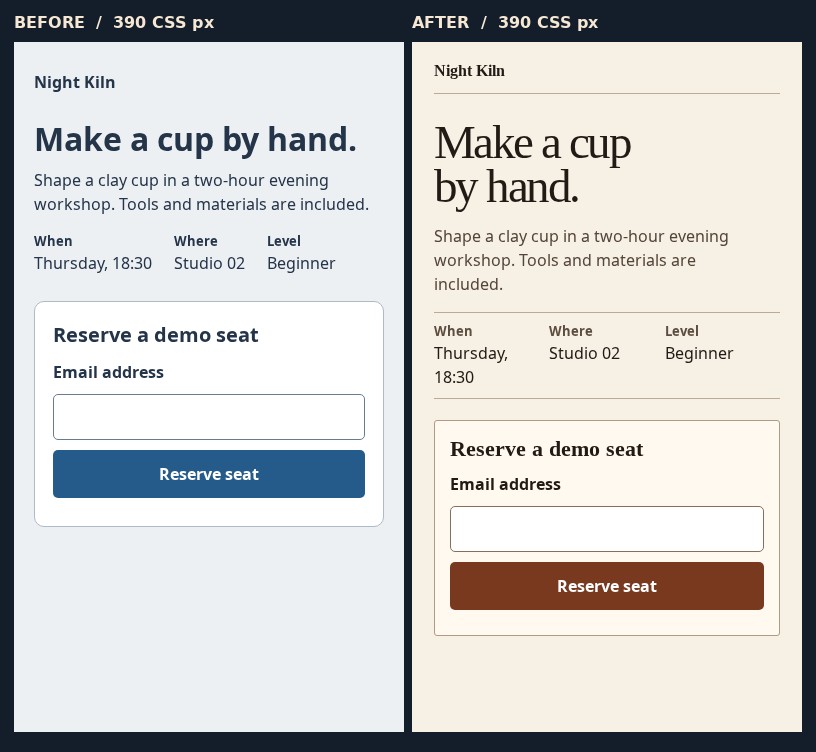 BEFORE / 390 CSS px
Night Kiln
Make a cup by hand.
Shape a clay cup in a two-hour evening
workshop. Tools and materials are included.
When Where Level
Thursday, 18:30 Studio 02 Beginner
Reserve a demo seat
Email address
Reserve seat
AFTER / 390 CSS px
Night Kiln
Make a cup
by hand.
Shape a clay cup in a two-hour evening
workshop. Tools and materials are
included.
When Where Level
Thursday, Studio 02 Beginner
18:30
Reserve a demo seat
Email address
Reserve seat